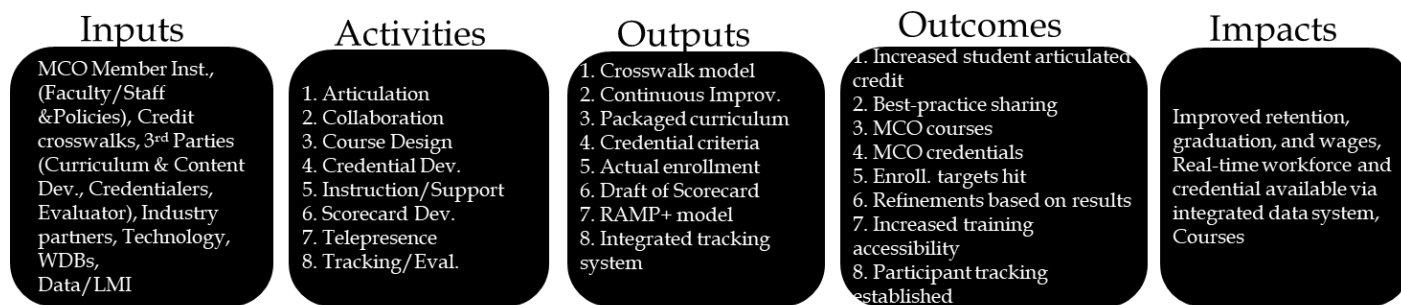 Inputs
MCO Member Inst.,
(Faculty/Staff
&Policies), Credit
crosswalks, 3rd Parties
(Curriculum & Content
Dev., Credentialers,
Evaluator), Industry
partners, Technology,
WDBs,
Data/LMI
Activities
1. Articulation
2. Collaboration
3. Course Design
4. Credential Dev.
5. Instruction/Support
6. Scorecard Dev.
7. Telepresence
8. Tracking/Eval.
Outputs
1. Crosswalk model
2. Continuous Improv.
3. Packaged curriculum
4. Credential criteria
5. Actual enrollment
6. Draft of Scorecard
7. RAMP+ model
8. Integrated tracking
system
Outcomes
1. Increased student articulated
credit
2. Best-practice sharing
3. MCO courses
4. MCO credentials
5. Enroll. targets hit
6. Refinements based on results
7. Increased training
accessibility
8. Participant tracking
established
Impacts
Improved retention,
graduation, and wages,
Real-time workforce and
credential available via
integrated data system,
Courses